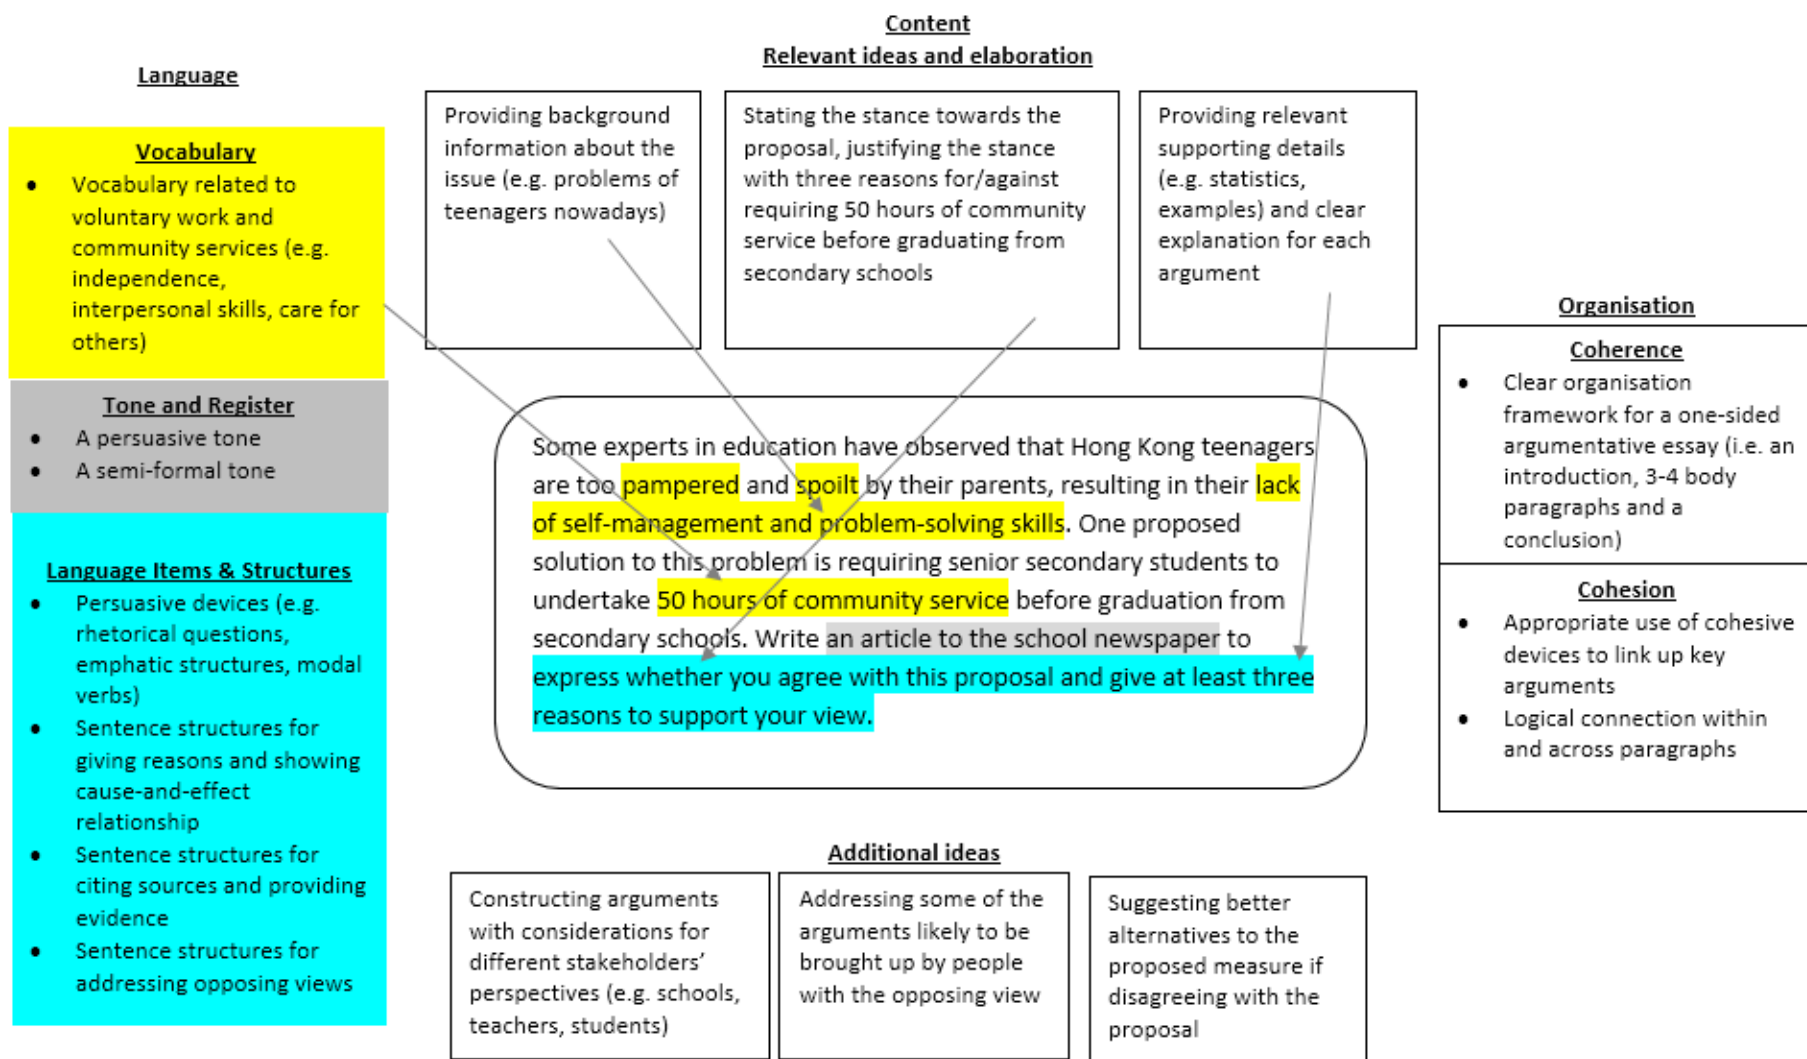 Content
Relevant ideas and elaboration
Language
Vocabulary
● Vocabulary related to
voluntary work and
community services (e.g.
independence,
interpersonal skills, care for
others)
Tone and Register
● A persuasive tone
● A semi-formal tone
Language Items & Structures
● Persuasive devices (e.g.
rhetorical questions,
emphatic structures, modal
verbs)
● Sentence structures for
giving reasons and showing
cause-and-effect
relationship
● Sentence structures for
citing sources and providing
evidence
● Sentence structures for
addressing opposing views
Providing background
information about the
issue (e.g. problems of
teenagers nowadays)
Stating the stance towards the
proposal, justifying the stance
with three reasons for/against
requiring 50 hours of community
service before graduating from
secondary schools
Providing relevant
supporting details
(e.g. statistics,
examples) and clear
explanation for each
argument
Some experts in education have observed that Hong Kong teenagers
are too pampered and spoilt by their parents, resulting in their lack
of self-management and problem-solving skills. One proposed
solution to this problem is requiring senior secondary students to
undertake 50 hours of community service before graduation from
secondary schools. Write an article to the school newspaper to
express whether you agree with this proposal and give at least three
reasons to support your view.
Organisation
Coherence
● Clear organisation
framework for a one-sided
argumentative essay (i.e. an
introduction, 3-4 body
paragraphs and a
conclusion)
Cohesion
● Appropriate use of cohesive
devices to link up key
arguments
● Logical connection within
and across paragraphs
Additional ideas
Constructing arguments
with considerations for
different stakeholders'
perspectives (e.g. schools,
teachers, students)
Addressing some of the
arguments likely to be
brought up by people
with the opposing view
Suggesting better
alternatives to the
proposed measure if
disagreeing with the
proposal